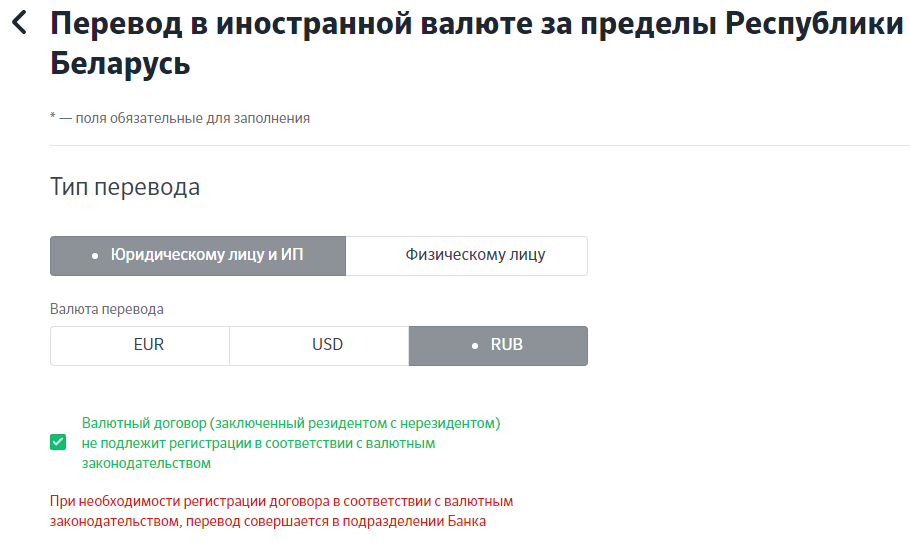 Перевод в иностранной валюте за пределы Республики
Беларусь
* — поля обязательные для заполнения
Тип перевода
Юридическому лицу и ИП
Физическому лицу
Валюта перевода
EUR
USD
RUB
Валютный договор (заключенный резидентом с нерезидентом)
не подлежит регистрации в соответствии с валютным
законодательством
При необходимости регистрации договора в соответствии с валютным
законодательством, перевод совершается в подразделении Банка